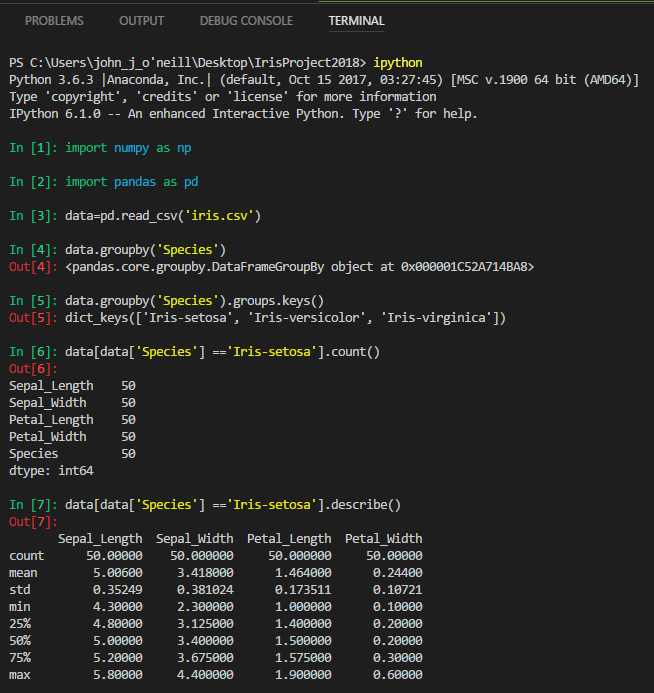 PROBLEMS OUTPUT DEBUG CONSOLE TERMINAL
PS C:\Users\john_j_o'neill\Desktop\IrisProject2018> ipython
Python 3.6.3 |Anaconda, Inc.| (default, Oct 15 2017, 03:27:45) [MSC v.1900 64 bit (AMD64)]
Type 'copyright', 'credits' or 'license' for more information
IPython 6.1.0 -- An enhanced Interactive Python. Type '?' for help.
In [1]: import numpy as np
In [2]: import pandas as pd
In [3]: data=pd.read_csv('iris.csv')
In [4]: data.groupby('Species')
Out[4]: <pandas.core.groupby.DataFrameGroupBy object at 0x000001C52A714BA8>
In [5]: data.groupby('Species').groups.keys()
Out[5]: dict_keys(['Iris-setosa', 'Iris-versicolor', 'Iris-virginica'])
In [6]: data[data['Species'] =='Iris-setosa'].count()
Out[6]:
Sepal_Length    50
Sepal_Width     50
Petal_Length    50
Petal_Width     50
Species         50
dtype: int64
In [7]: data[data['Species'] =='Iris-setosa'].describe()
Out[7]:
       Sepal_Length  Sepal_Width  Petal_Length  Petal_Width
count      50.00000    50.000000     50.000000     50.00000
mean        5.00600     3.418000      1.464000      0.24400
std         0.35249     0.381024      0.173511      0.10721
min         4.30000     2.300000      1.000000      0.10000
25%         4.80000     3.125000      1.400000      0.20000
50%         5.00000     3.400000      1.500000      0.20000
75%         5.20000     3.675000      1.575000      0.30000
max         5.80000     4.400000      1.900000      0.60000